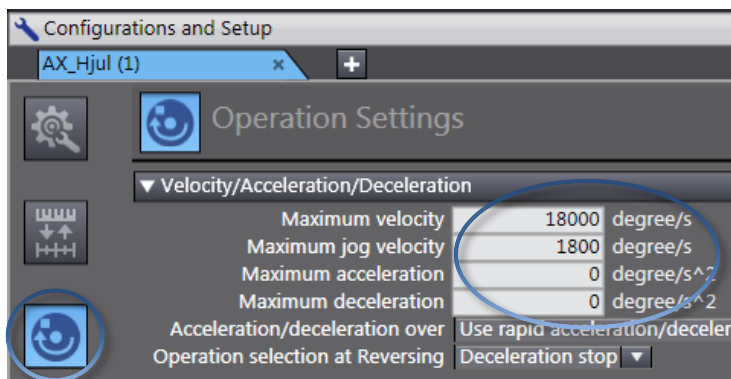 Configurations and Setup
AX_Hjul (1) × +
Operation Settings
▼ Velocity/Acceleration/Deceleration
Maximum velocity 18000 degree/s
Maximum jog velocity 1800 degree/s
Maximum acceleration 0 degree/s^2
Maximum deceleration 0 degree/s^2
Acceleration/deceleration over Use rapid acceleration/deceler
Operation selection at Reversing Deceleration stop ▼